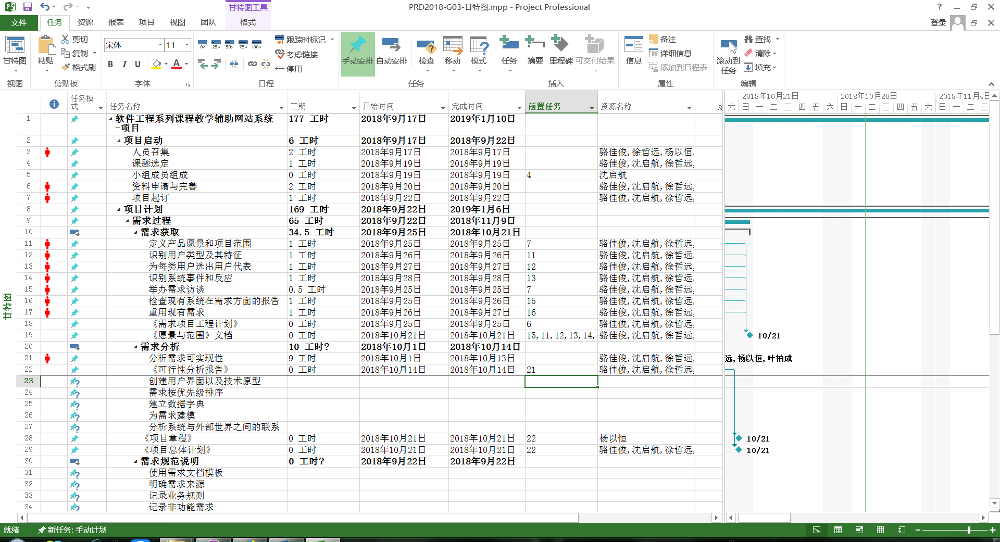 PRD2018-G03-甘特图.mpp - Project Professional
甘特图工具
文件 任务 资源 报表 项目 视图 团队 格式 登录
甘特图 视图
粘贴 剪切 复制 格式刷 剪贴板
宋体 11 B I U A 字体
0% 25% 50% 75% 100% 跟踪时标记 考虑链接 停用 日程
手动安排 自动安排 检查 移动 模式 任务
任务 摘要 里程碑 可交付结果 插入
信息 备注 详细信息 添加到日程表 属性
滚动到任务 查找 清除 填充 编辑
任务模式 任务名称 工期 开始时间 完成时间 前置任务 资源名称
2018年10月21日 2018年10月28日 2018年11月4日
六 日 一 二 三 四 五 六 日 一 二 三 四 五 六 日 一 二 三
甘特图
1 软件工程系列课程教学辅助网站系统-项目 177 工时 2018年9月17日 2019年1月10日
2 项目启动 6 工时 2018年9月17日 2018年9月22日
3 人员召集 2 工时 2018年9月17日 2018年9月17日 骆佳俊,徐哲远,杨以恒,
4 课题选定 1 工时 2018年9月19日 2018年9月19日 骆佳俊,沈启航,徐哲远,
5 小组成员组成 0 工时 2018年9月19日 2018年9月19日 4 沈启航
6 资料申请与完善 2 工时 2018年9月20日 2018年9月20日 骆佳俊,沈启航,徐哲远,
7 项目起订 1 工时 2018年9月22日 2018年9月22日 骆佳俊,沈启航,徐哲远,
8 项目计划 169 工时 2018年9月22日 2019年1月6日
9 需求过程 65 工时 2018年9月22日 2018年11月9日
10 需求获取 34.5 工时 2018年9月25日 2018年10月21日
11 定义产品愿景和项目范围 1 工时 2018年9月25日 2018年9月25日 7 骆佳俊,沈启航,徐哲远,
12 识别用户类型及其特征 1 工时 2018年9月26日 2018年9月26日 11 骆佳俊,沈启航,徐哲远,
13 为每类用户选出用户代表 1 工时 2018年9月27日 2018年9月27日 12 骆佳俊,沈启航,徐哲远,
14 识别系统事件和反应 1 工时 2018年9月28日 2018年9月28日 13 骆佳俊,沈启航,徐哲远,
15 举办需求访谈 0.5 工时 2018年9月25日 2018年9月25日 7 骆佳俊,沈启航,徐哲远,
16 检查现有系统在需求方面的报告 1 工时 2018年9月25日 2018年9月26日 15 骆佳俊,沈启航,徐哲远,
17 重用现有需求 1 工时 2018年9月26日 2018年9月27日 16 骆佳俊,沈启航,徐哲远,
18 《需求项目工程计划》 0 工时 2018年9月25日 2018年9月25日 6 骆佳俊,沈启航,徐哲远,
19 《愿景与范围》文档 0 工时 2018年10月21日 2018年10月21日 15,11,12,13,14, 骆佳俊,沈启航,徐哲远, 10/21
20 需求分析 10 工时? 2018年10月1日 2018年10月14日
21 分析需求可实现性 9 工时 2018年10月1日 2018年10月13日 骆佳俊,沈启航,徐哲远, 远,杨以恒,叶柏成
22 《可行性分析报告》 0 工时 2018年10月14日 2018年10月14日 21 骆佳俊,沈启航,徐哲远,
23 创建用户界面以及技术原型
24 需求按优先级排序
25 建立数据字典
26 为需求建模
27 分析系统与外部世界之间的联系
28 《项目章程》 0 工时 2018年10月21日 2018年10月21日 22 杨以恒 10/21
29 《项目总体计划》 0 工时 2018年10月21日 2018年10月21日 22 骆佳俊,沈启航,徐哲远, 10/21
30 需求规范说明 0 工时? 2018年9月22日 2018年9月22日
31 使用需求文档模板
32 明确需求来源
33 记录业务规则
34 记录非功能需求
就绪 新任务: 手动计划